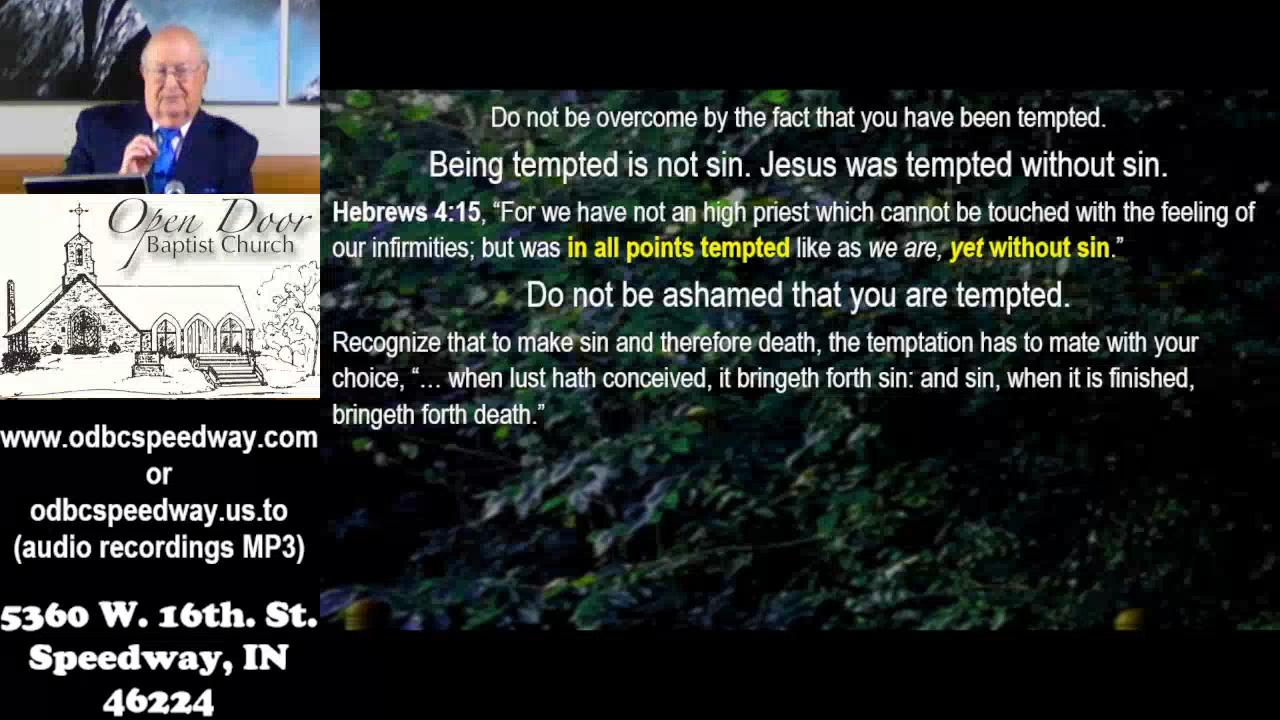 Open Door
Baptist Church
www.odbcspeedway.com
or
odbcspeedway.us.to
(audio recordings MP3)
5360 W. 16th. St.
Speedway, IN
46224
Do not be overcome by the fact that you have been tempted.
Being tempted is not sin. Jesus was tempted without sin.
Hebrews 4:15, “For we have not an high priest which cannot be touched with the feeling of
our infirmities; but was in all points tempted like as we are, yet without sin.”
Do not be ashamed that you are tempted.
Recognize that to make sin and therefore death, the temptation has to mate with your
choice, “… when lust hath conceived, it bringeth forth sin: and sin, when it is finished,
bringeth forth death.”